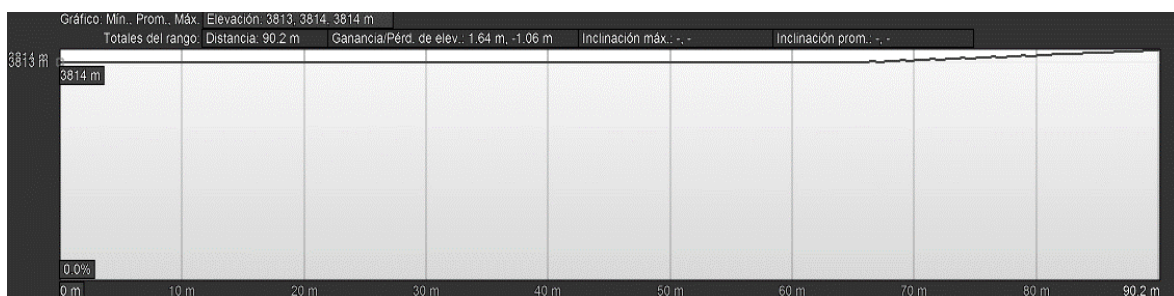 Gráfico: Mín., Prom., Máx. Elevación: 3813, 3814, 3814 m
Totales del rango: Distancia: 90.2 m Ganancia/Pérd. de elev.: 1.64 m, -1.06 m Inclinación máx.: -, - Inclinación prom.: -, -
3814 m
3813 m
3814 m
0.0%
0 m 10 m 20 m 30 m 40 m 50 m 60 m 70 m 80 m 90.2 m